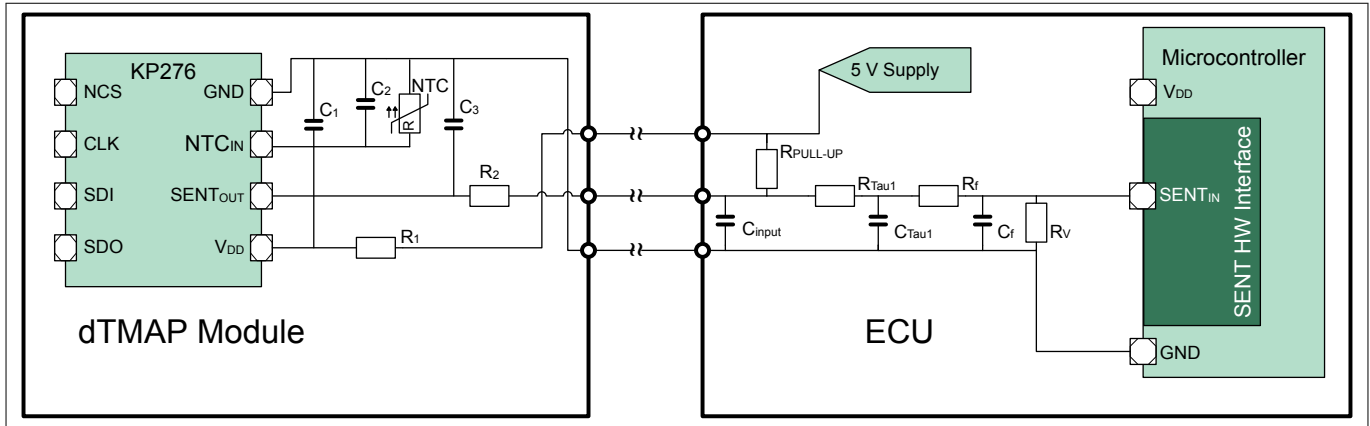 KP276
NCS
GND
CLK
NTCIN
SDI
SENTOUT
SDO
VDD
C1
C2
R
NTC
C3
R2
R1
dTMAP Module
5 V Supply
RPULL-UP
RTau1
Rf
Cinput
CTau1
Cf
RV
ECU
Microcontroller
VDD
SENTIN
SENT HW Interface
GND